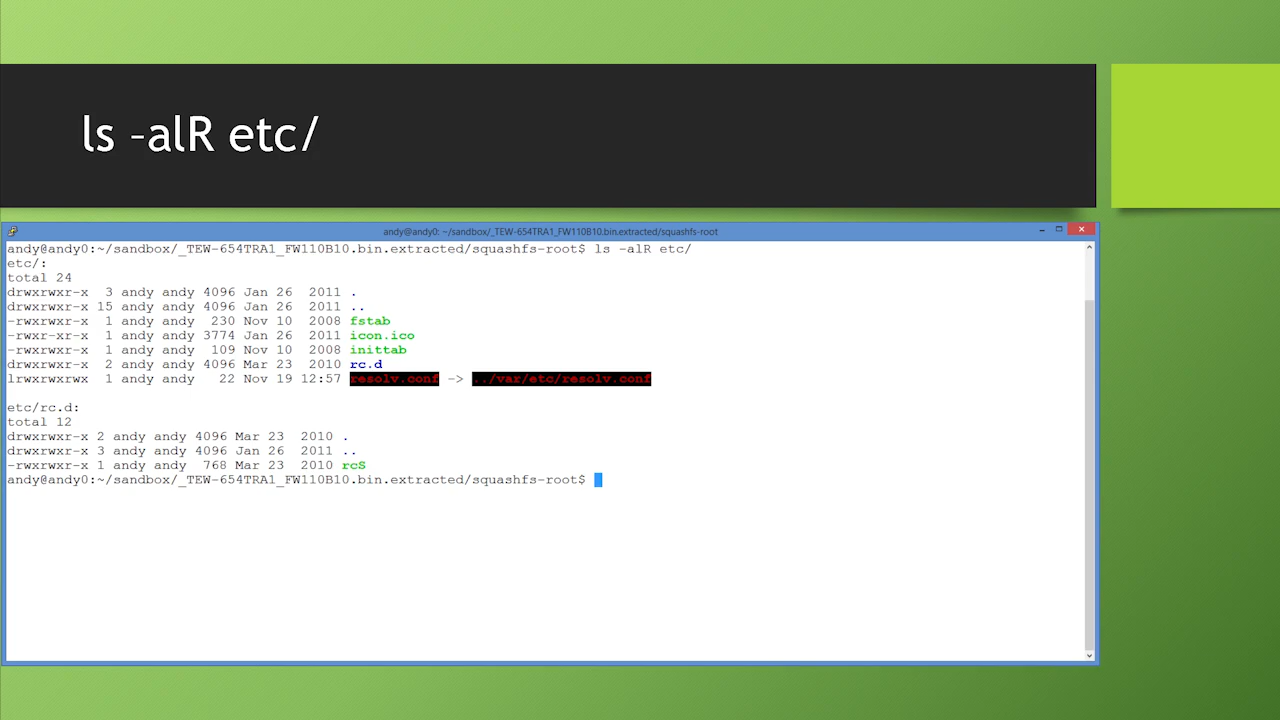 ls –alR etc/
andy@andy0: ~/sandbox/_TEW-654TRA1_FW110B10.bin.extracted/squashfs-root
andy@andy0:~/sandbox/_TEW-654TRA1_FW110B10.bin.extracted/squashfs-root$ ls -alR etc/
etc/:
total 24
drwxrwxr-x  3 andy andy 4096 Jan 26  2011 .
drwxrwxr-x 15 andy andy 4096 Jan 26  2011 ..
-rwxrwxr-x  1 andy andy  230 Nov 10  2008 fstab
-rwxr-xr-x  1 andy andy 3774 Jan 26  2011 icon.ico
-rwxrwxr-x  1 andy andy  109 Nov 10  2008 inittab
drwxrwxr-x  2 andy andy 4096 Mar 23  2010 rc.d
lrwxrwxrwx  1 andy andy   22 Nov 19 12:57 resolv.conf -> ../var/etc/resolv.conf
etc/rc.d:
total 12
drwxrwxr-x 2 andy andy 4096 Mar 23  2010 .
drwxrwxr-x 3 andy andy 4096 Jan 26  2011 ..
-rwxrwxr-x 1 andy andy  768 Mar 23  2010 rcS
andy@andy0:~/sandbox/_TEW-654TRA1_FW110B10.bin.extracted/squashfs-root$